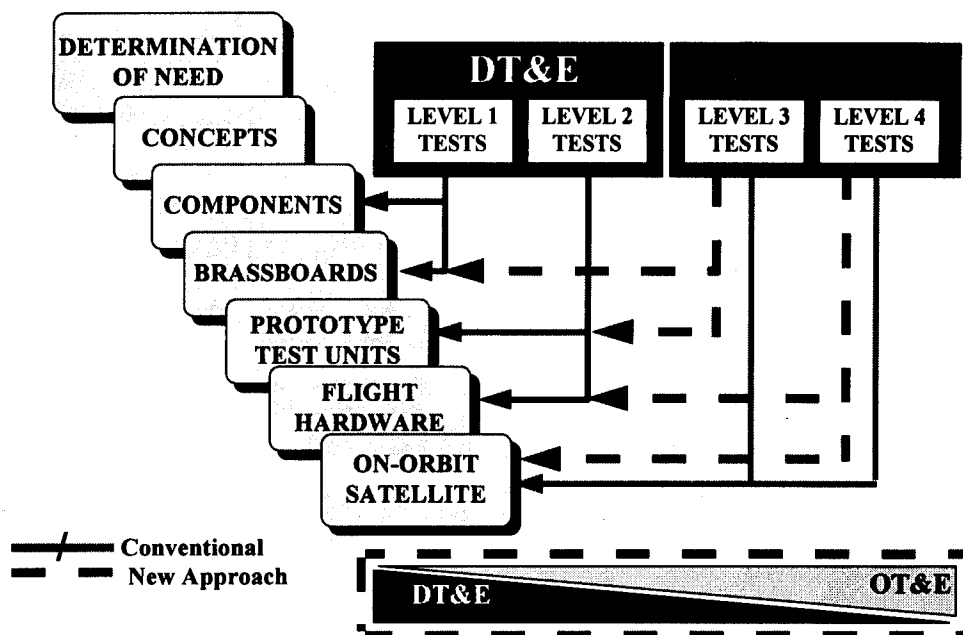 DETERMINATION
OF NEED
CONCEPTS
COMPONENTS
BRASSBOARDS
PROTOTYPE
TEST UNITS
FLIGHT
HARDWARE
ON-ORBIT
SATELLITE
DT&E
LEVEL 1
TESTS
LEVEL 2
TESTS
LEVEL 3
TESTS
LEVEL 4
TESTS
Conventional
New Approach
DT&E
OT&E